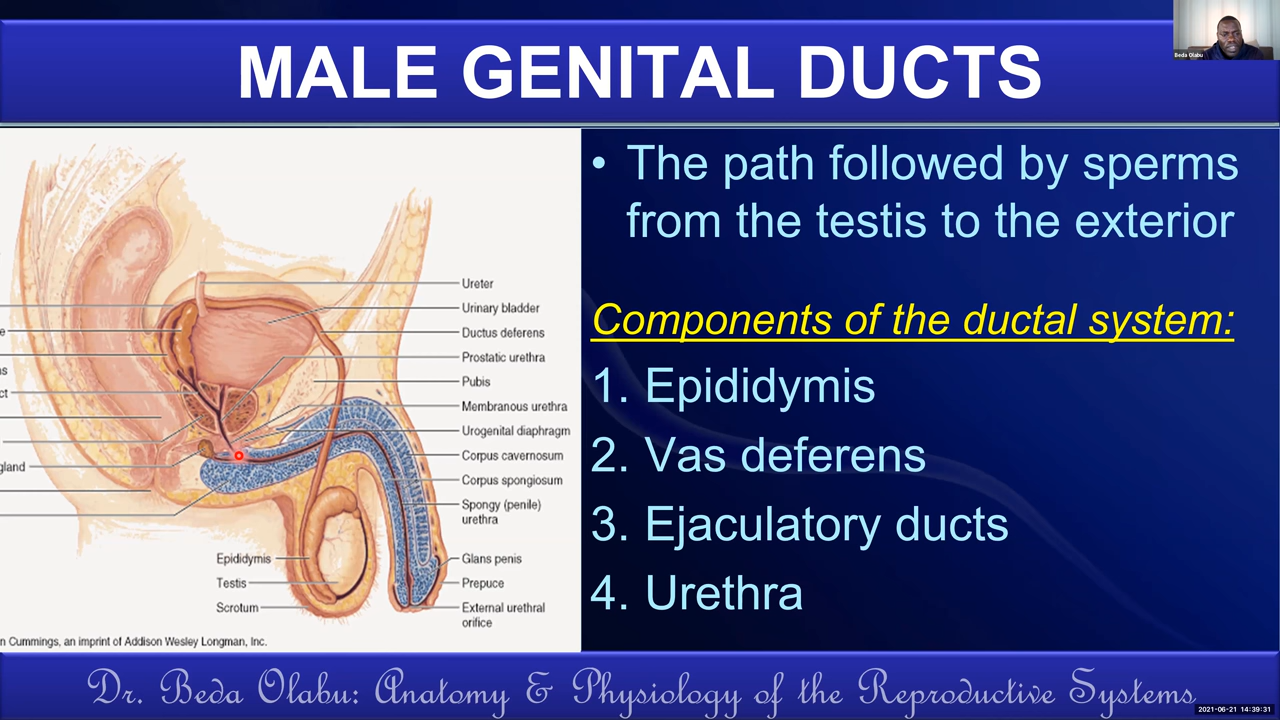 Beda Olabu
MALE GENITAL DUCTS
• The path followed by sperms
from the testis to the exterior
Components of the ductal system:
1. Epididymis
2. Vas deferens
3. Ejaculatory ducts
4. Urethra
Ureter
Urinary bladder
Ductus deferens
Prostatic urethra
Pubis
Membranous urethra
Urogenital diaphragm
Corpus cavernosum
Corpus spongiosum
Spongy (penile)
urethra
Glans penis
Prepuce
External urethral
orifice
gland
Epididymis
Testis
Scrotum
n Cummings, an imprint of Addison Wesley Longman, Inc.
Dr. Beda Olabu: Anatomy & Physiology of the Reproductive Systems
2021-06-21 14:39:31